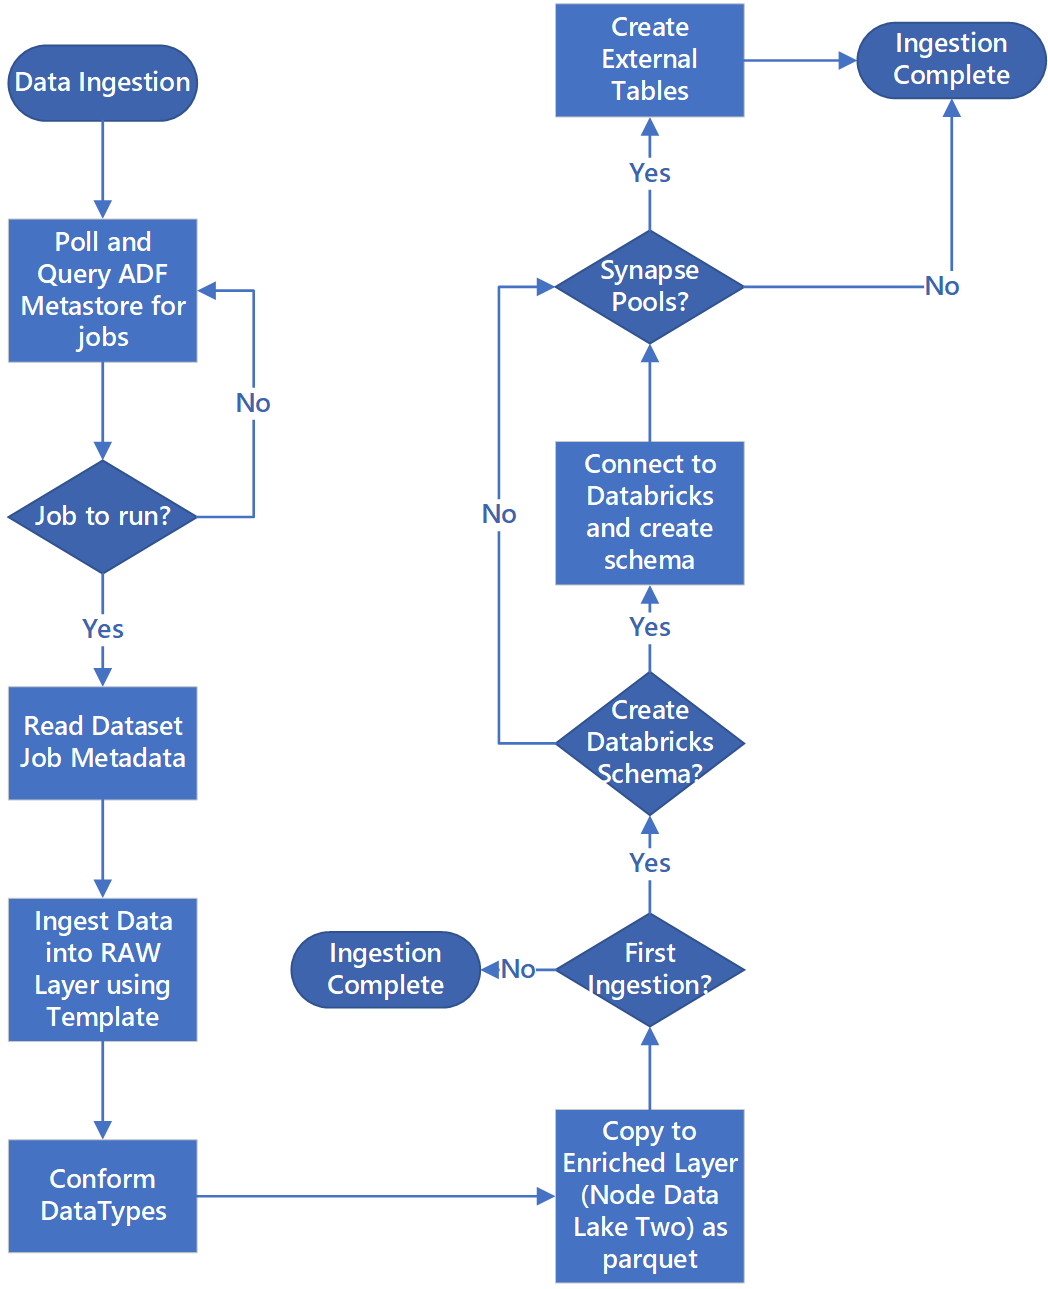 Data Ingestion
Poll and
Query ADF
Metastore for
jobs
No
Job to run?
Yes
Read Dataset
Job Metadata
Ingest Data
into RAW
Layer using
Template
Conform
DataTypes
Copy to
Enriched Layer
(Node Data
Lake Two) as
parquet
First
Ingestion?
No
Ingestion
Complete
Yes
Create
Databricks
Schema?
No
Yes
Connect to
Databricks
and create
schema
Synapse
Pools?
No
Yes
Create
External
Tables
Ingestion
Complete